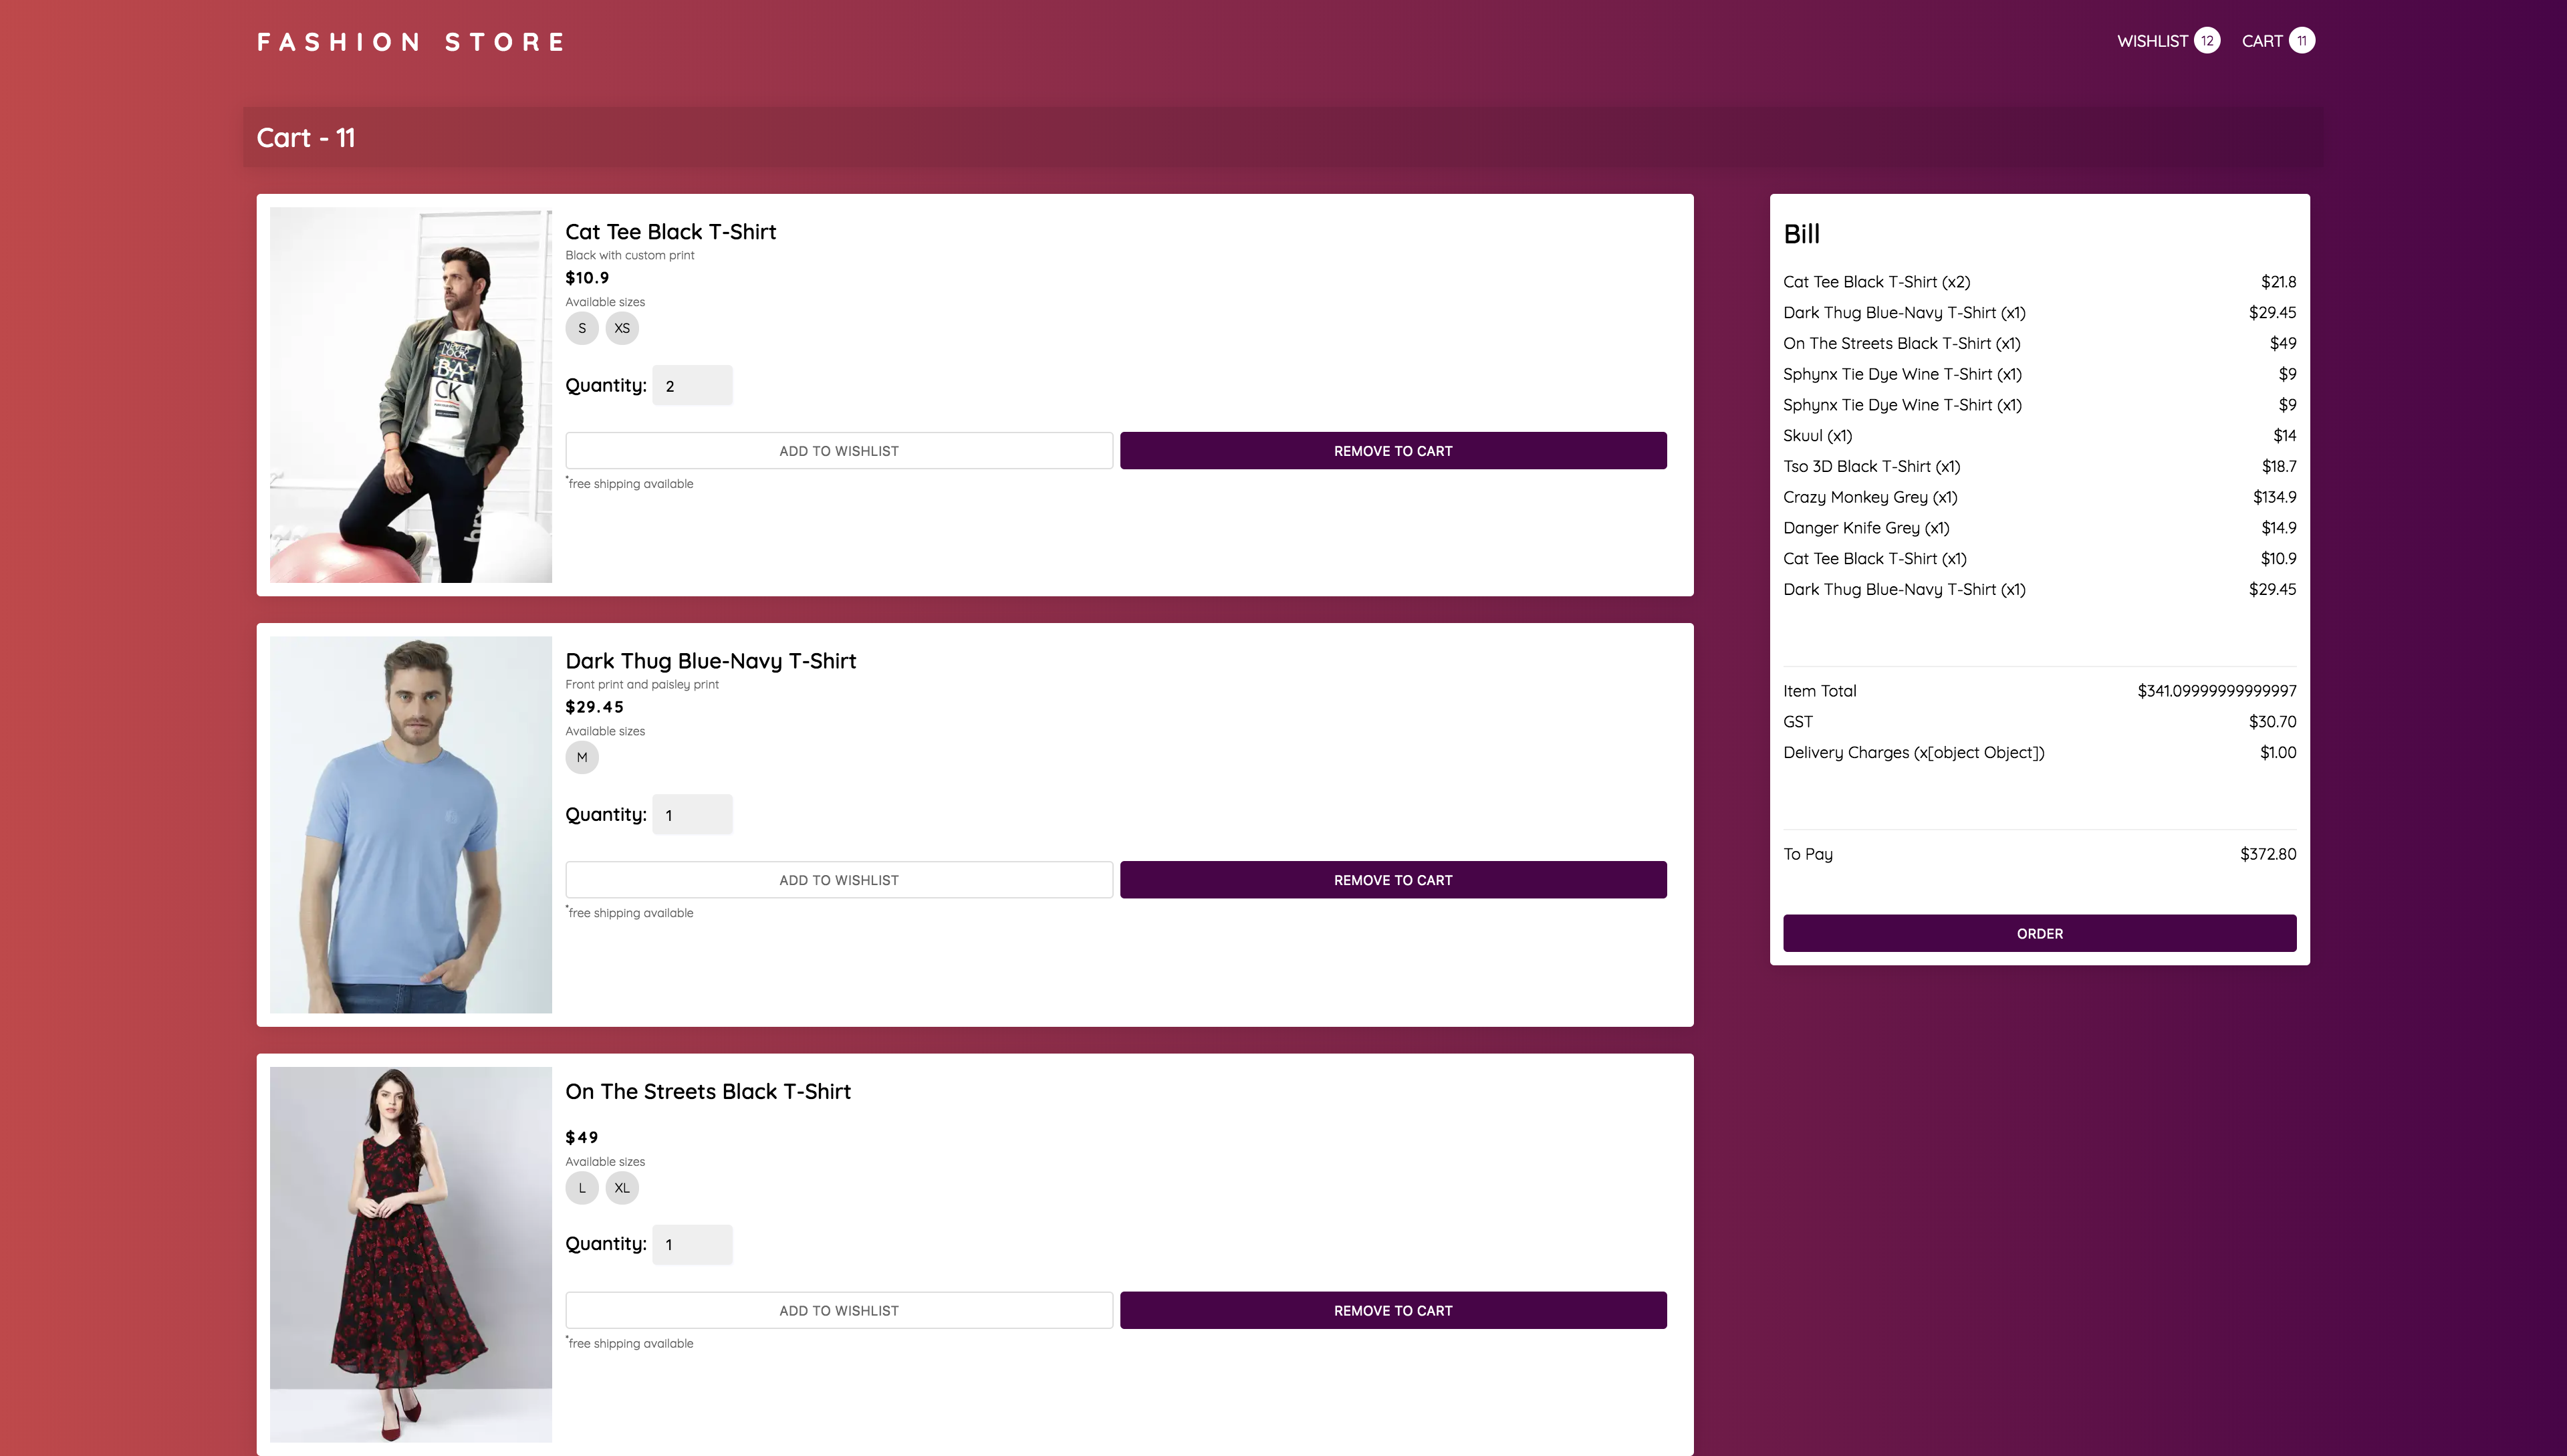 FASHION STORE
WISHLIST 12 CART 11
Cart - 11
Cat Tee Black T-Shirt
Black with custom print
$10.9
Available sizes
S XS
Quantity: 2
ADD TO WISHLIST REMOVE TO CART
*free shipping available
NEVER
LOOK
BA
CK
hrx
Dark Thug Blue-Navy T-Shirt
Front print and paisley print
$29.45
Available sizes
M
Quantity: 1
ADD TO WISHLIST REMOVE TO CART
*free shipping available
On The Streets Black T-Shirt
$49
Available sizes
L XL
Quantity: 1
ADD TO WISHLIST REMOVE TO CART
*free shipping available
Bill
Cat Tee Black T-Shirt (x2) $21.8
Dark Thug Blue-Navy T-Shirt (x1) $29.45
On The Streets Black T-Shirt (x1) $49
Sphynx Tie Dye Wine T-Shirt (x1) $9
Sphynx Tie Dye Wine T-Shirt (x1) $9
Skuul (x1) $14
Tso 3D Black T-Shirt (x1) $18.7
Crazy Monkey Grey (x1) $134.9
Danger Knife Grey (x1) $14.9
Cat Tee Black T-Shirt (x1) $10.9
Dark Thug Blue-Navy T-Shirt (x1) $29.45
Item Total $341.09999999999997
GST $30.70
Delivery Charges (x[object Object]) $1.00
To Pay $372.80
ORDER